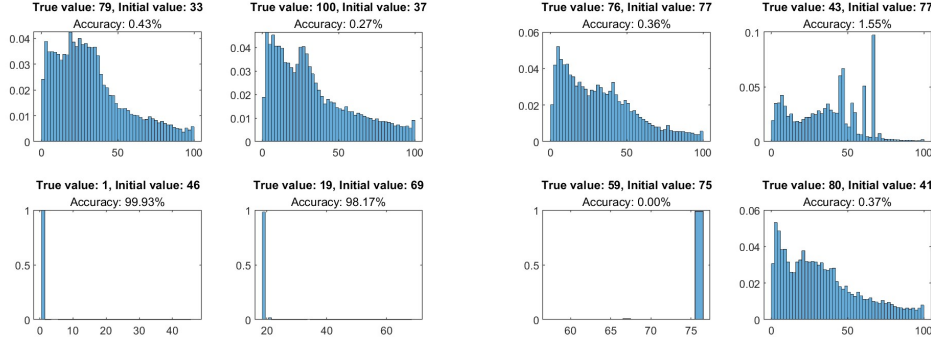 True value: 79, Initial value: 33
Accuracy: 0.43%
0.04
0.03
0.02
0.01
0
0 50 100
True value: 100, Initial value: 37
Accuracy: 0.27%
0.04
0.03
0.02
0.01
0
0 50 100
True value: 76, Initial value: 77
Accuracy: 0.36%
0.06
0.04
0.02
0
0 50 100
True value: 43, Initial value: 77
Accuracy: 1.55%
0.1
0.05
0
0 50 100
True value: 1, Initial value: 46
Accuracy: 99.93%
1
0.5
0
0 10 20 30 40
True value: 19, Initial value: 69
Accuracy: 98.17%
1
0.5
0
20 40 60
True value: 59, Initial value: 75
Accuracy: 0.00%
1
0.5
0
60 65 70 75
True value: 80, Initial value: 41
Accuracy: 0.37%
0.06
0.04
0.02
0
0 50 100